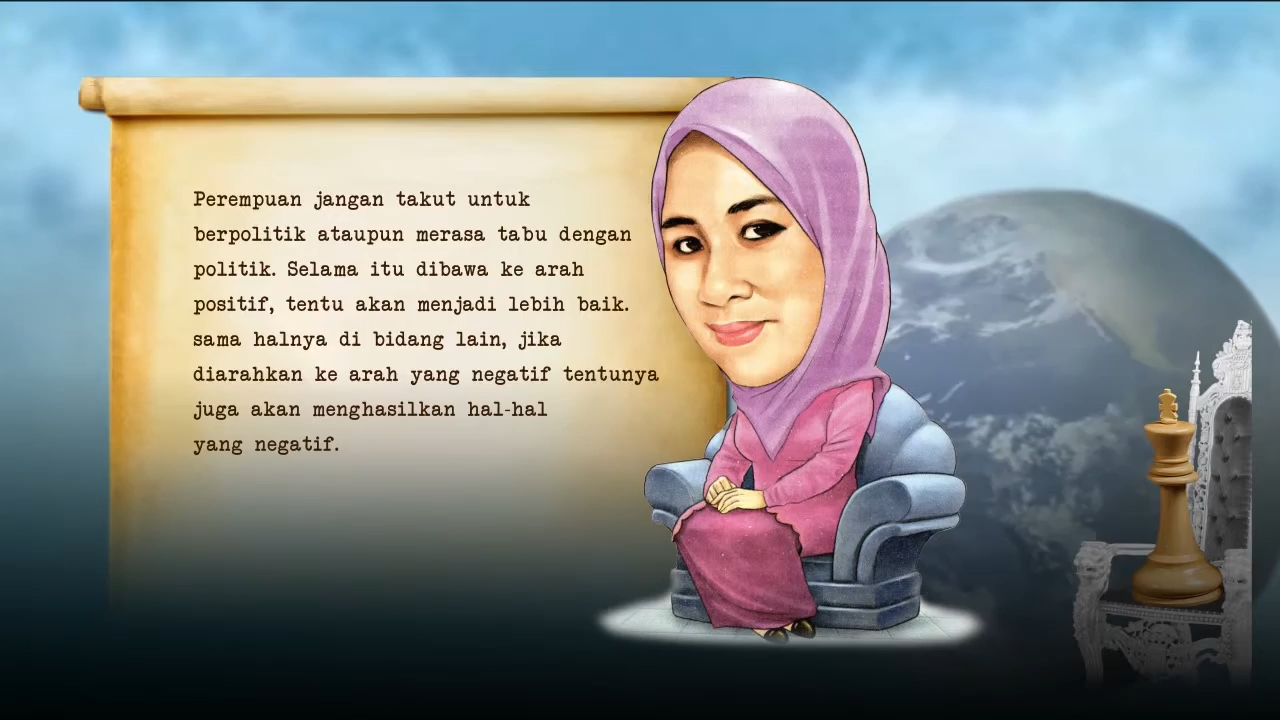 Perempuan jangan takut untuk
berpolitik ataupun merasa tabu dengan
politik. Selama itu dibawa ke arah
positif, tentu akan menjadi lebih baik.
sama halnya di bidang lain, jika
diarahkan ke arah yang negatif tentunya
juga akan menghasilkan hal-hal
yang negatif.